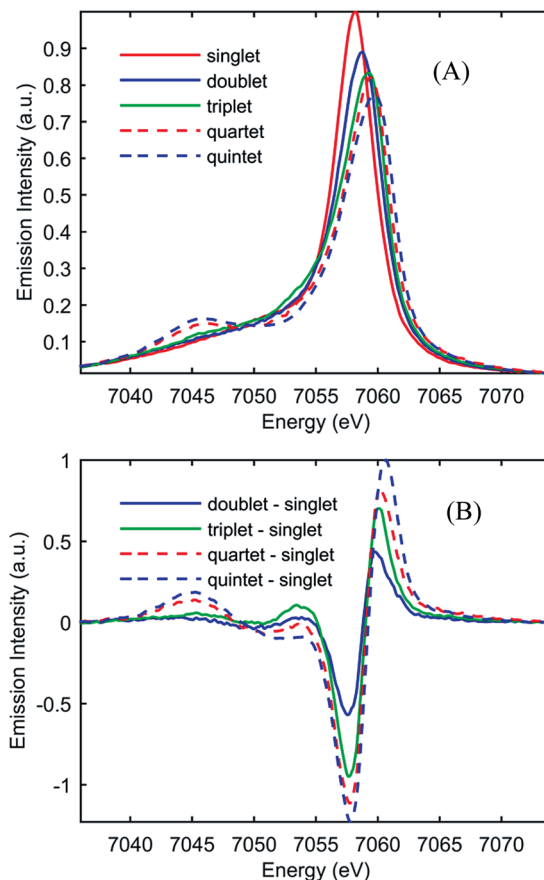 (A)
singlet
doublet
triplet
quartet
quintet
Emission Intensity (a.u.)
0.9
0.8
0.7
0.6
0.5
0.4
0.3
0.2
0.1
7040 7045 7050 7055 7060 7065 7070
Energy (eV)
(B)
doublet - singlet
triplet - singlet
quartet - singlet
quintet - singlet
Emission Intensity (a.u.)
1
0.5
0
-0.5
-1
7040 7045 7050 7055 7060 7065 7070
Energy (eV)